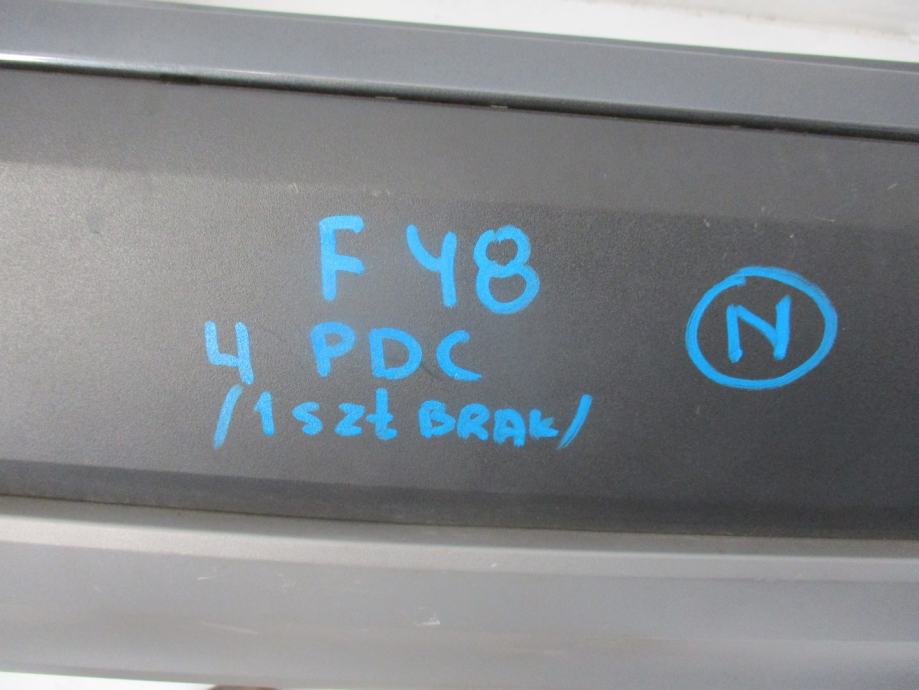 F 48
N
4 PDC
/1 szt BRAK/